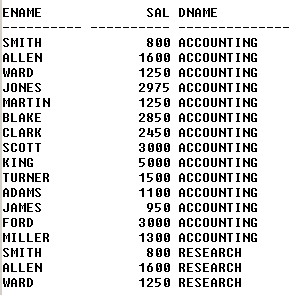 ENAME SAL DNAME
---------- ---------- --------------
SMITH 800 ACCOUNTING
ALLEN 1600 ACCOUNTING
WARD 1250 ACCOUNTING
JONES 2975 ACCOUNTING
MARTIN 1250 ACCOUNTING
BLAKE 2850 ACCOUNTING
CLARK 2450 ACCOUNTING
SCOTT 3000 ACCOUNTING
KING 5000 ACCOUNTING
TURNER 1500 ACCOUNTING
ADAMS 1100 ACCOUNTING
JAMES 950 ACCOUNTING
FORD 3000 ACCOUNTING
MILLER 1300 ACCOUNTING
SMITH 800 RESEARCH
ALLEN 1600 RESEARCH
WARD 1250 RESEARCH